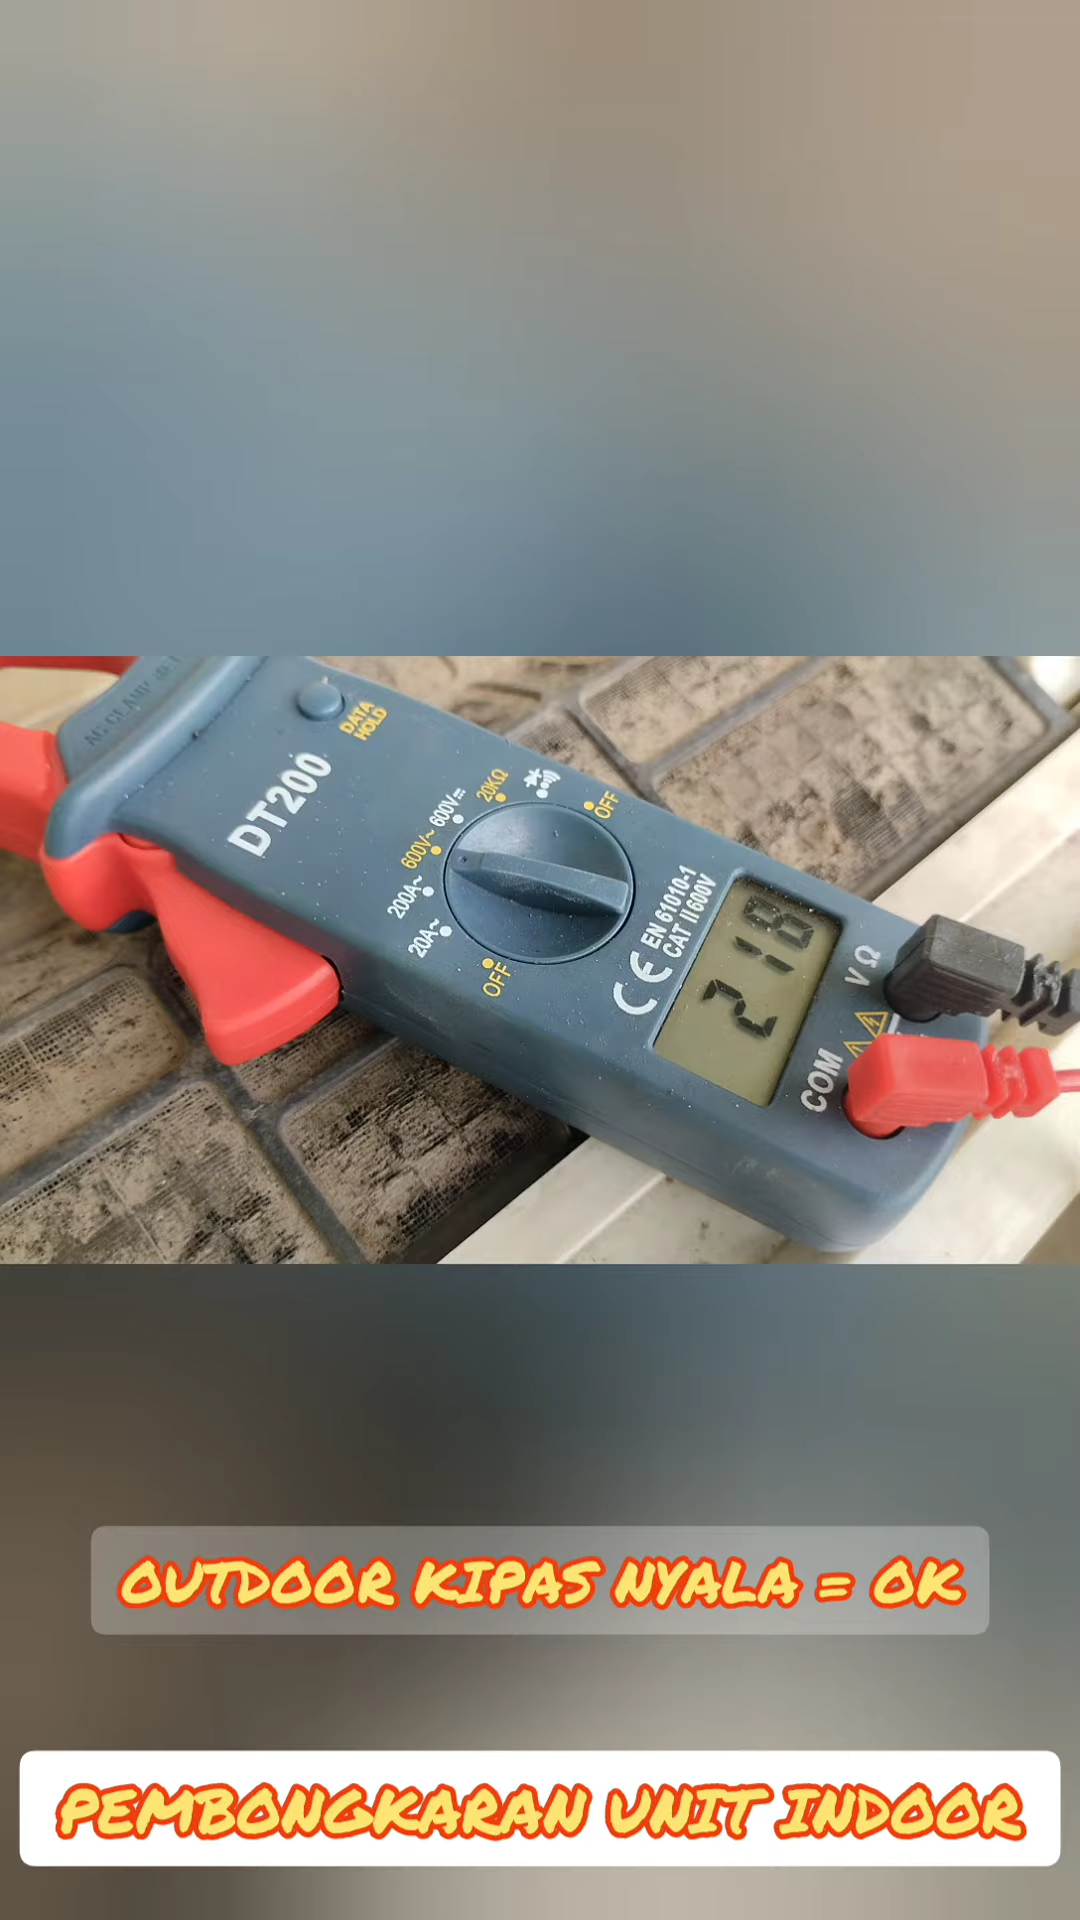 DATA
HOLD
DT200
OFF
20A~
200A~
600V~
600V⎓
20KΩ
OFF
CE EN 61010-1
CAT II 600V
218
VΩ
COM
OUTDOOR KIPAS NYALA = OK
PEMBONGKARAN UNIT INDOOR